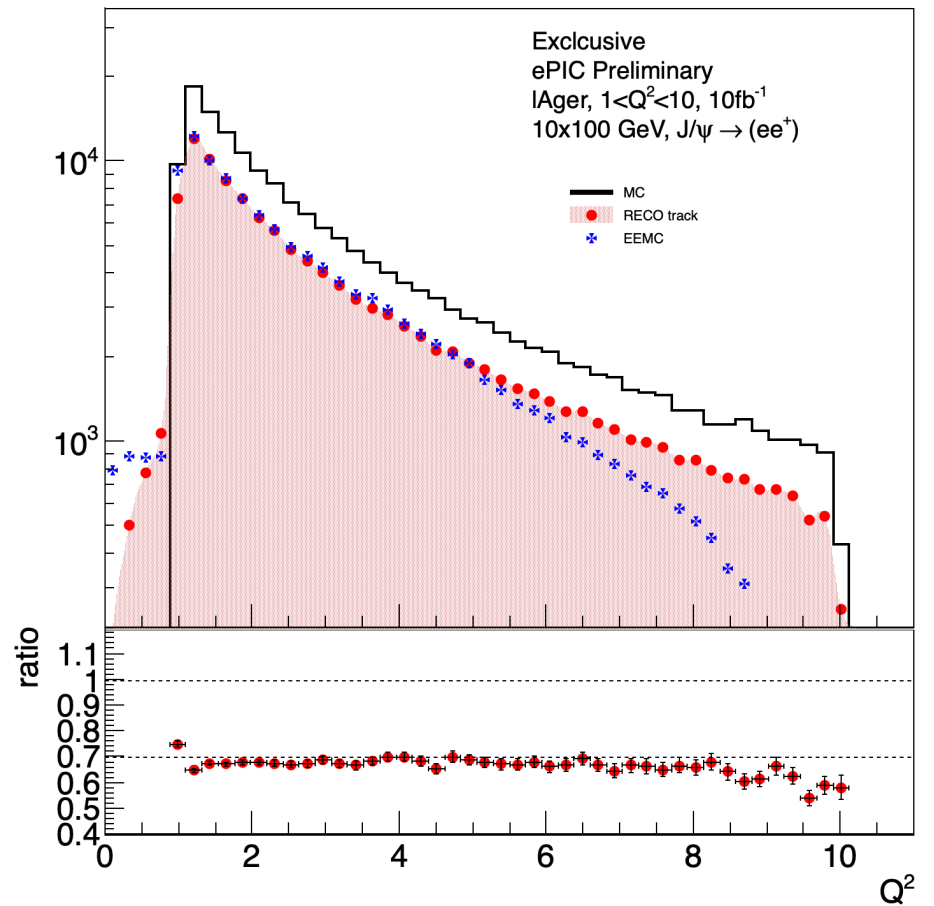 Exclcusive
ePIC Preliminary
lAger, 1<Q²<10, 10fb⁻¹
10x100 GeV, J/ψ → (ee⁺)
MC
RECO track
EEMC
10⁴
10³
ratio
1.1
1
0.9
0.8
0.7
0.6
0.5
0.4
0 2 4 6 8 10
Q²